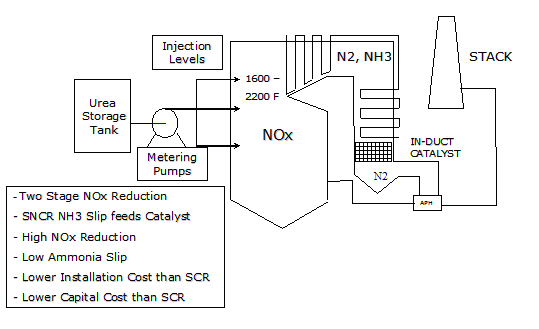 Injection
Levels
N2, NH3
STACK
1600 –
2200 F
Urea
Storage
Tank
NOx
IN-DUCT
CATALYST
Metering
Pumps
N2
APH
- Two Stage NOx Reduction
- SNCR NH3 Slip feeds Catalyst
- High NOx Reduction
- Low Ammonia Slip
- Lower Installation Cost than SCR
- Lower Capital Cost than SCR